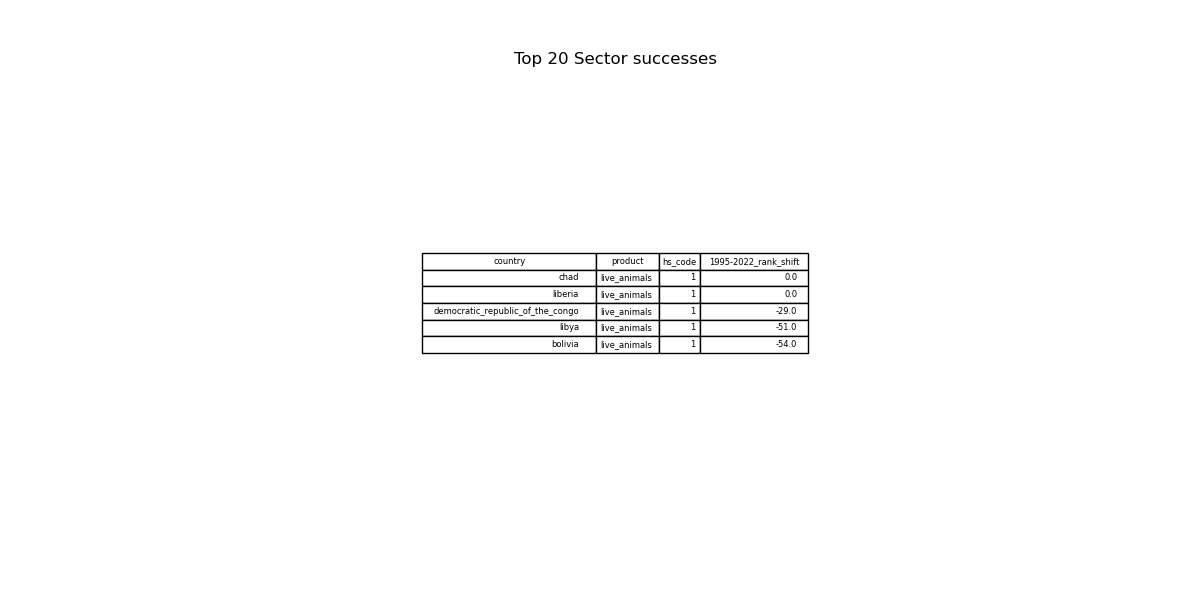 Top 20 Sector successes
country product hs_code 1995-2022_rank_shift
chad live_animals 1 0.0
liberia live_animals 1 0.0
democratic_republic_of_the_congo live_animals 1 -29.0
libya live_animals 1 -51.0
bolivia live_animals 1 -54.0